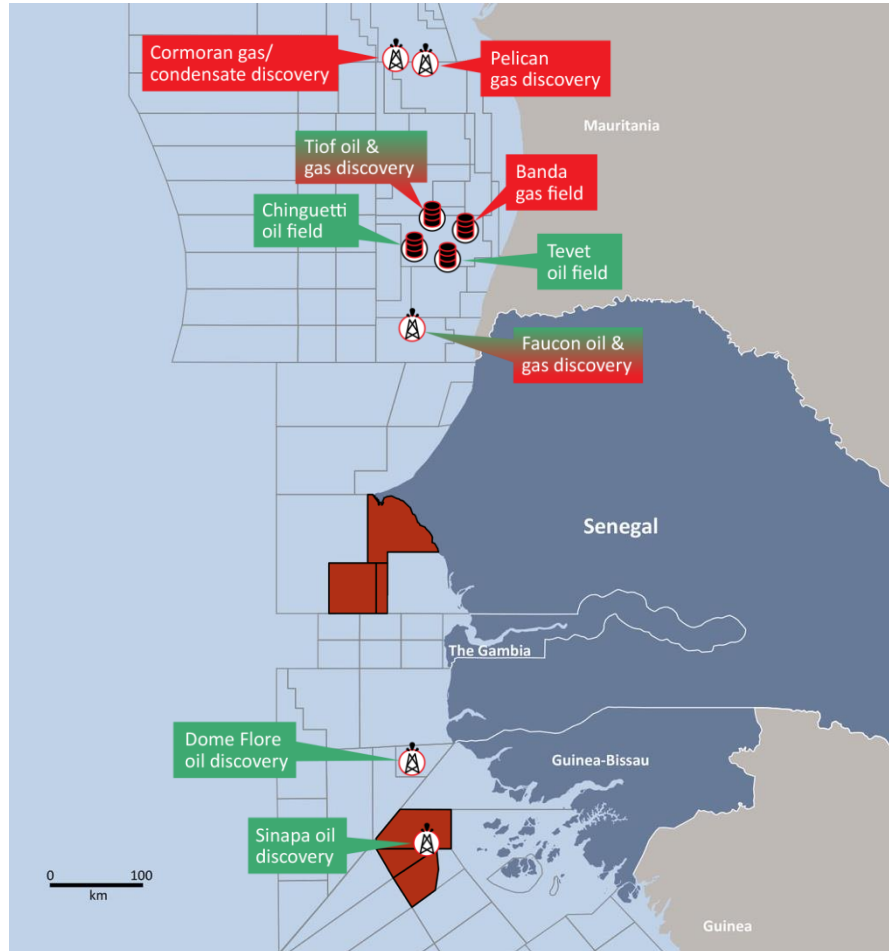 Cormoran gas/
condensate discovery
Pelican
gas discovery
Mauritania
Tiof oil &
gas discovery
Banda
gas field
Chinguetti
oil field
Tevet
oil field
Faucon oil &
gas discovery
Senegal
The Gambia
Dome Flore
oil discovery
Guinea-Bissau
Sinapa oil
discovery
0 100
km
Guinea